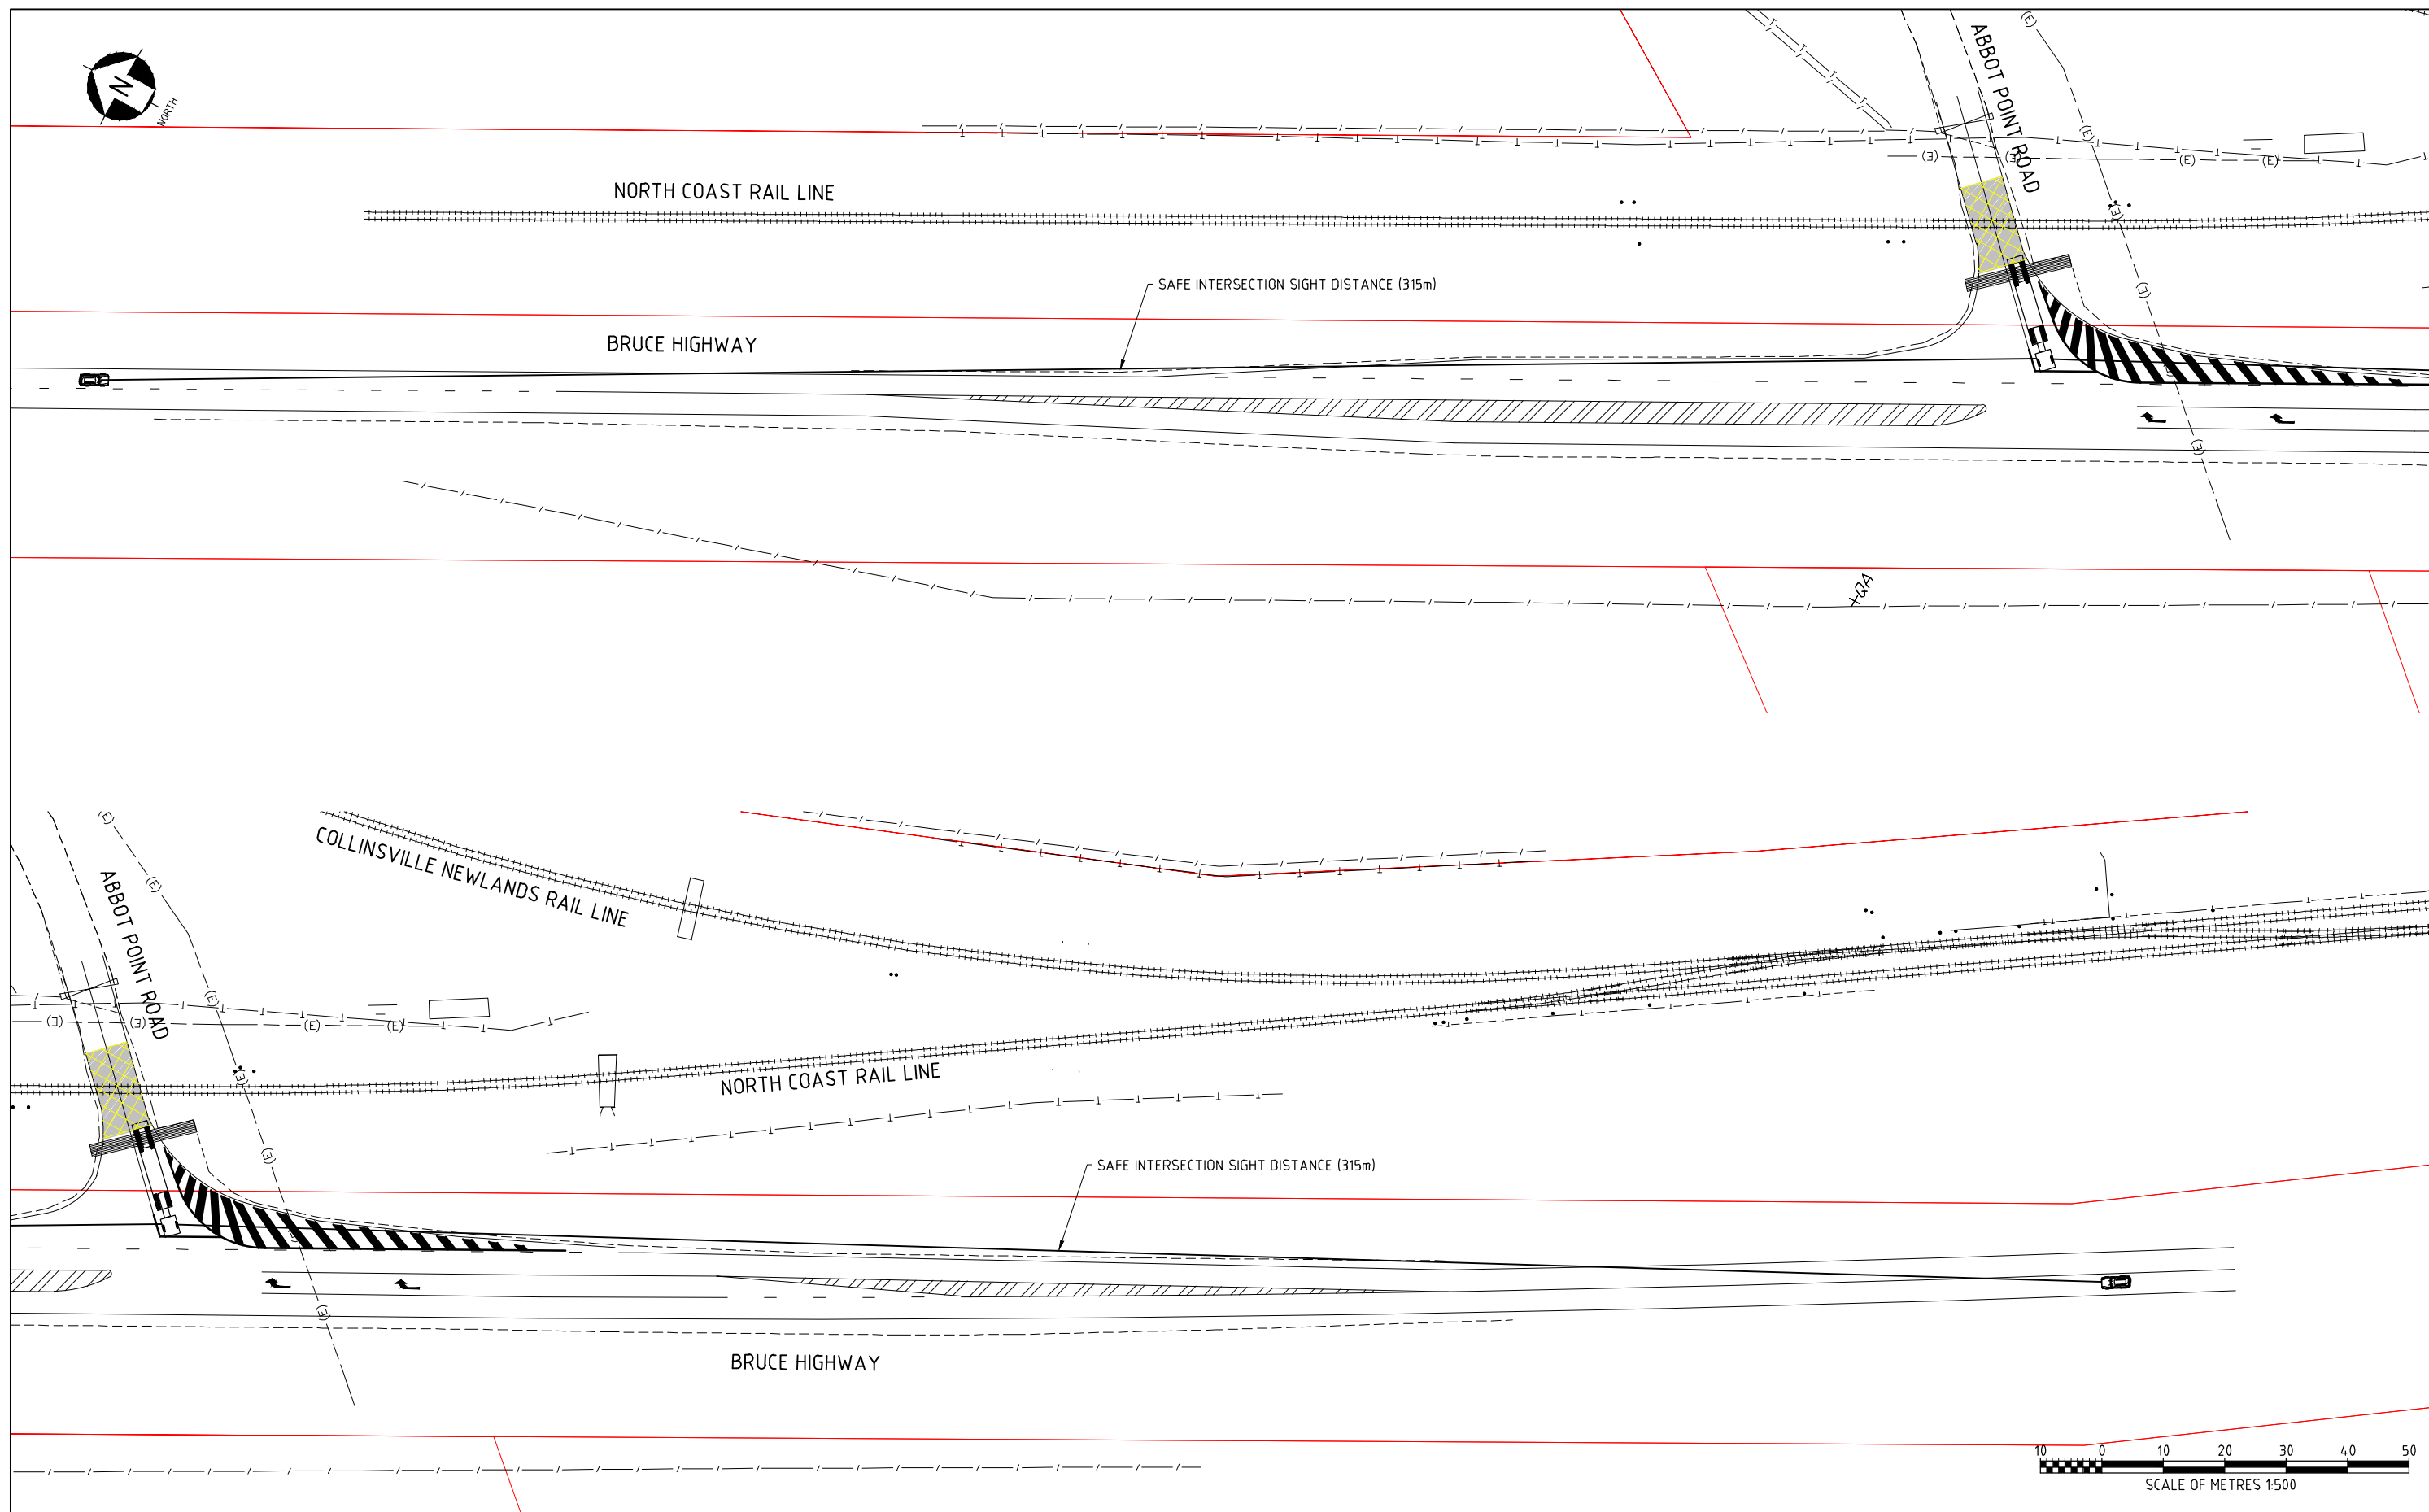 N
NORTH
ABBOT POINT ROAD
(E)
(E)
(E)
(E)
(E)
(E)
(E)
NORTH COAST RAIL LINE
(E)
SAFE INTERSECTION SIGHT DISTANCE (315m)
(E)
BRUCE HIGHWAY
(E)
(E)
+QA
(E)
COLLINSVILLE NEWLANDS RAIL LINE
ABBOT POINT ROAD
(E)
(E)
(E)
(E)
(E)
(E)
(E)
NORTH COAST RAIL LINE
(E)
SAFE INTERSECTION SIGHT DISTANCE (315m)
(E)
(E)
BRUCE HIGHWAY
10 0 10 20 30 40 50
SCALE OF METRES 1:500